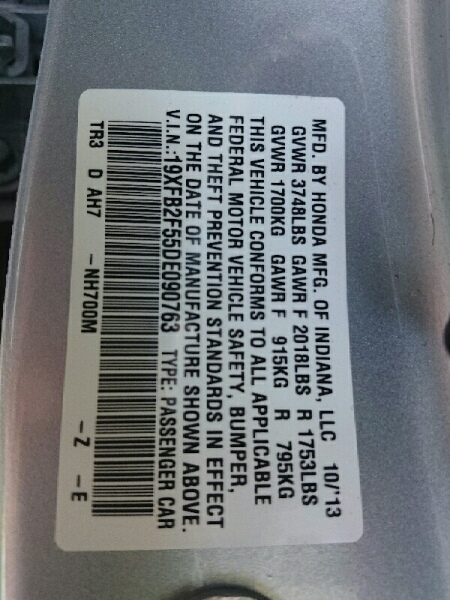 MFD. BY HONDA MFG. OF INDIANA, LLC 10/'13
GVWR 3748LBS GAWR F 2018LBS R 1753LBS
GVWR 1700KG GAWR F 915KG R 795KG
THIS VEHICLE CONFORMS TO ALL APPLICABLE
FEDERAL MOTOR VEHICLE SAFETY, BUMPER,
AND THEFT PREVENTION STANDARDS IN EFFECT
ON THE DATE OF MANUFACTURE SHOWN ABOVE.
V.I.N.:19XFB2F55DE090763 TYPE: PASSENGER CAR
TR3 D AH7 -NH700M -Z -E